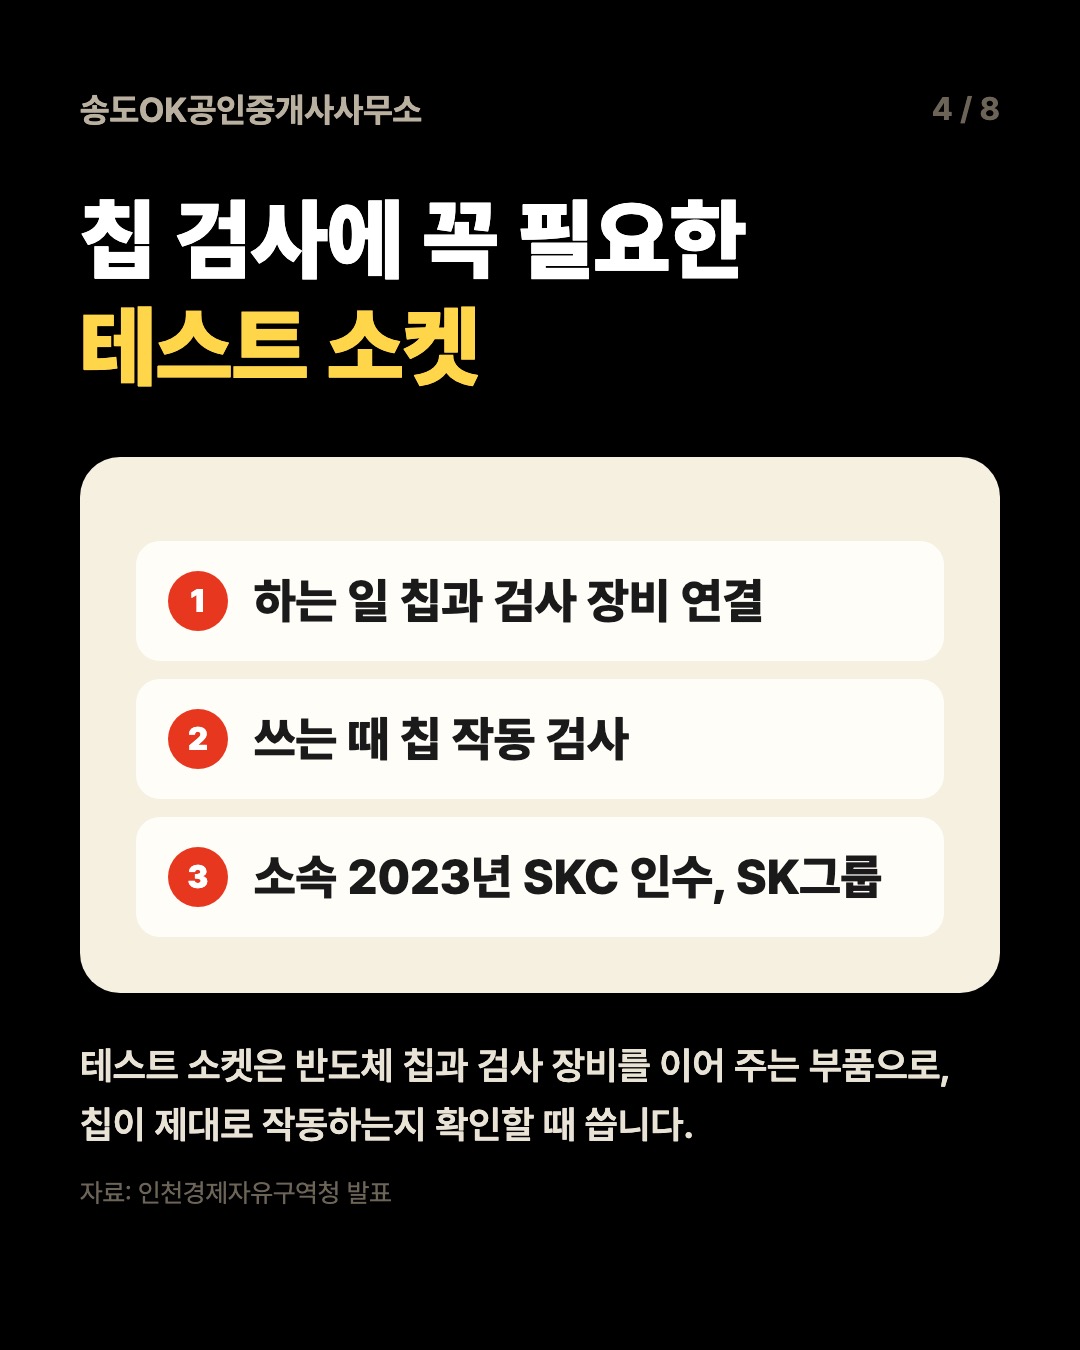 송도OK공인중개사사무소
4 / 8
칩 검사에 꼭 필요한
테스트 소켓
1 하는 일 칩과 검사 장비 연결
2 쓰는 때 칩 작동 검사
3 소속 2023년 SKC 인수, SK그룹
테스트 소켓은 반도체 칩과 검사 장비를 이어 주는 부품으로,
칩이 제대로 작동하는지 확인할 때 씁니다.
자료: 인천경제자유구역청 발표